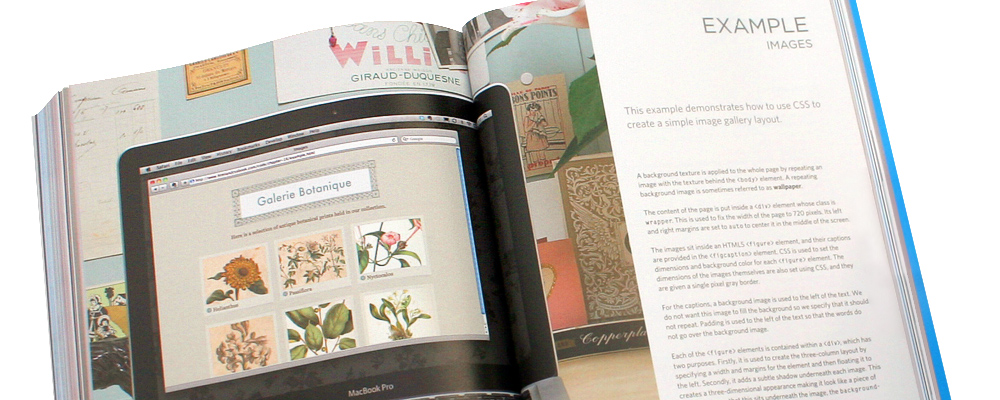 Willi
GIRAUD-DUQUESNE
BONS POINTS
Galerie Botanique
Here is a selection of antique botanical prints held in our collection.
Helianthus
Passiflora
Nymronalus
MacBook Pro
EXAMPLE
IMAGES
This example demonstrates how to use CSS to
create a simple image gallery layout.
A background texture is applied to the whole page by repeating an
image with the texture behind the <body> element. A repeating
background image is sometimes referred to as wallpaper.
The content of the page is put inside a <div> element whose class is
wrapper. This is used to fix the width of the page to 720 pixels. Its left
and right margins are set to auto to center it in the middle of the screen.
The images sit inside an HTML5 <figure> element, and their captions
are provided in the <figcaption> element. CSS is used to set the
dimensions and background color for each <figure> element. The
dimensions of the images themselves are also set using CSS, and they
are given a single pixel gray border.
For the captions, a background image is used to the left of the text. We
do not want this image to fill the background so we specify that it should
not repeat. Padding is used to the left of the text so that the words do
not go over the background image.
Each of the <figure> elements is contained within a <div>, which has
two purposes. Firstly, it is used to create the three-column layout by
specifying a width and margins for the element and then floating it to
the left. Secondly, it adds a subtle shadow underneath each image. This
creates a three-dimensional appearance making it look like a piece of
that sits underneath the image, the background-